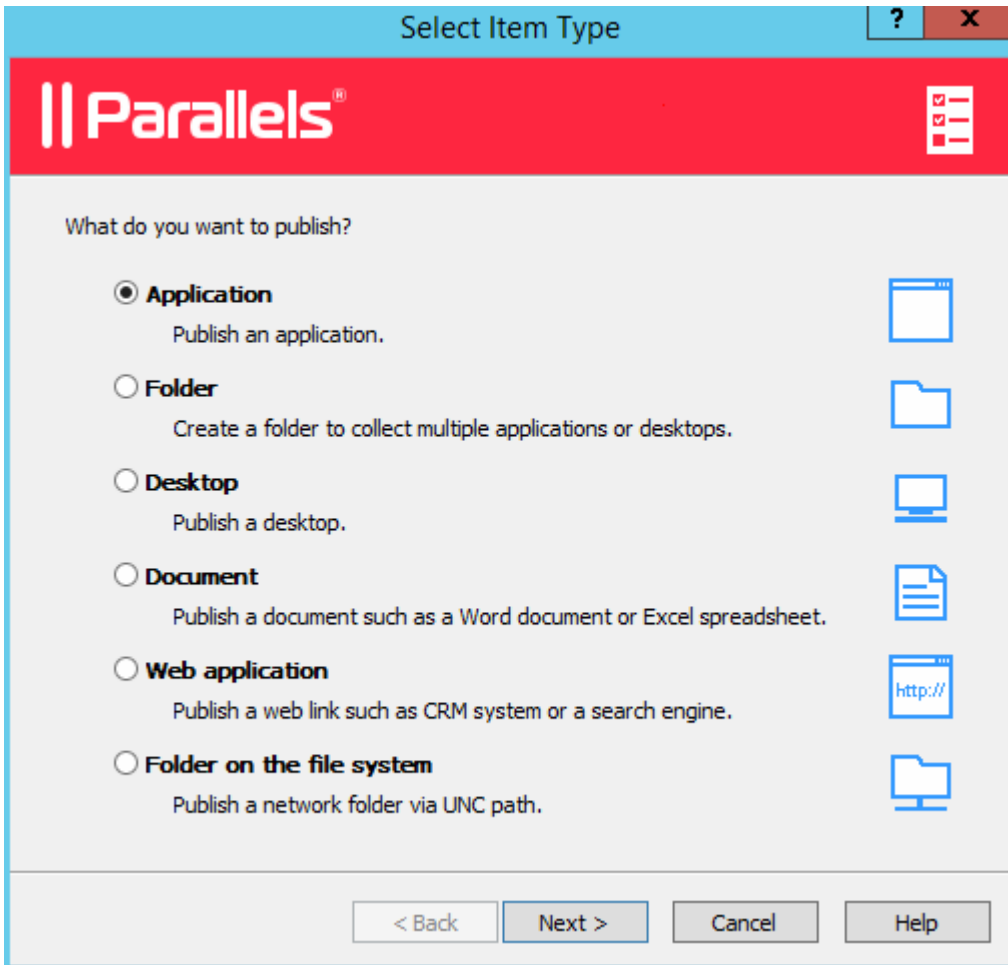 Select Item Type
?
x
Parallels®
What do you want to publish?
Application
Publish an application.
Folder
Create a folder to collect multiple applications or desktops.
Desktop
Publish a desktop.
Document
Publish a document such as a Word document or Excel spreadsheet.
Web application
http://
Publish a web link such as CRM system or a search engine.
Folder on the file system
Publish a network folder via UNC path.
< Back Next > Cancel Help